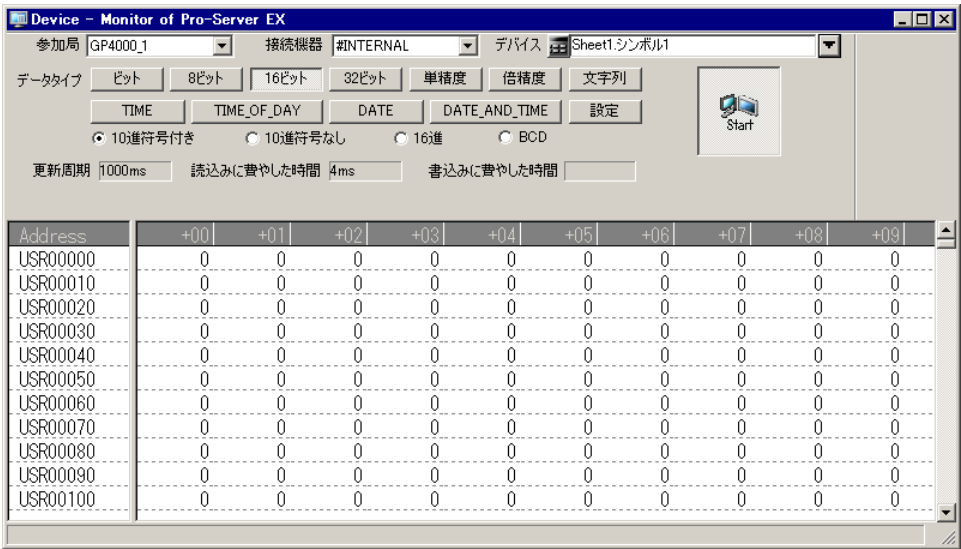 Device - Monitor of Pro-Server EX
参加局 GP4000_1 接続機器 #INTERNAL デバイス Sheet1.シンボル1
データタイプ ビット 8ビット 16ビット 32ビット 単精度 倍精度 文字列
TIME TIME_OF_DAY DATE DATE_AND_TIME 設定
Start
10進符号付き 10進符号なし 16進 BCD
更新周期 1000ms 読込みに費やした時間 4ms 書込みに費やした時間
Address +00 +01 +02 +03 +04 +05 +06 +07 +08 +09
USR00000 0 0 0 0 0 0 0 0 0 0
USR00010 0 0 0 0 0 0 0 0 0 0
USR00020 0 0 0 0 0 0 0 0 0 0
USR00030 0 0 0 0 0 0 0 0 0 0
USR00040 0 0 0 0 0 0 0 0 0 0
USR00050 0 0 0 0 0 0 0 0 0 0
USR00060 0 0 0 0 0 0 0 0 0 0
USR00070 0 0 0 0 0 0 0 0 0 0
USR00080 0 0 0 0 0 0 0 0 0 0
USR00090 0 0 0 0 0 0 0 0 0 0
USR00100 0 0 0 0 0 0 0 0 0 0